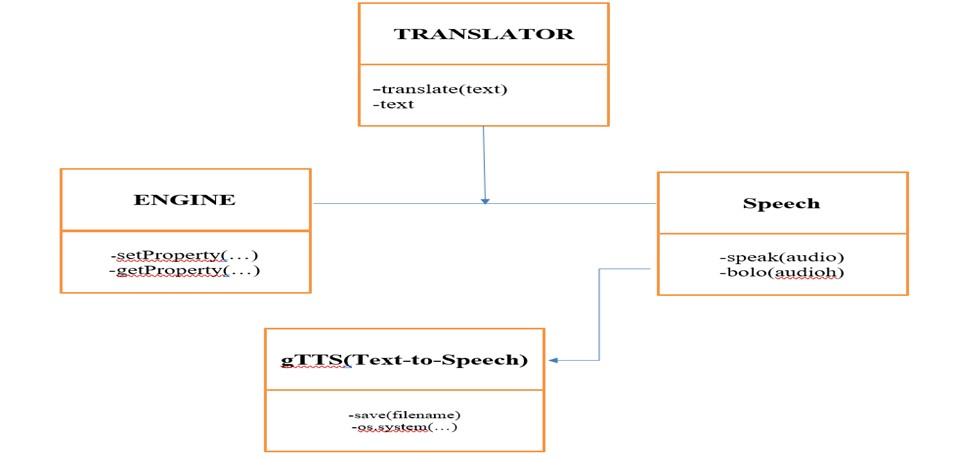 TRANSLATOR
-translate(text)
-text
ENGINE
-setProperty(...)
-getProperty(...)
Speech
-speak(audio)
-bolo(audioh)
gTTS(Text-to-Speech)
-save(filename)
-os.system(...)